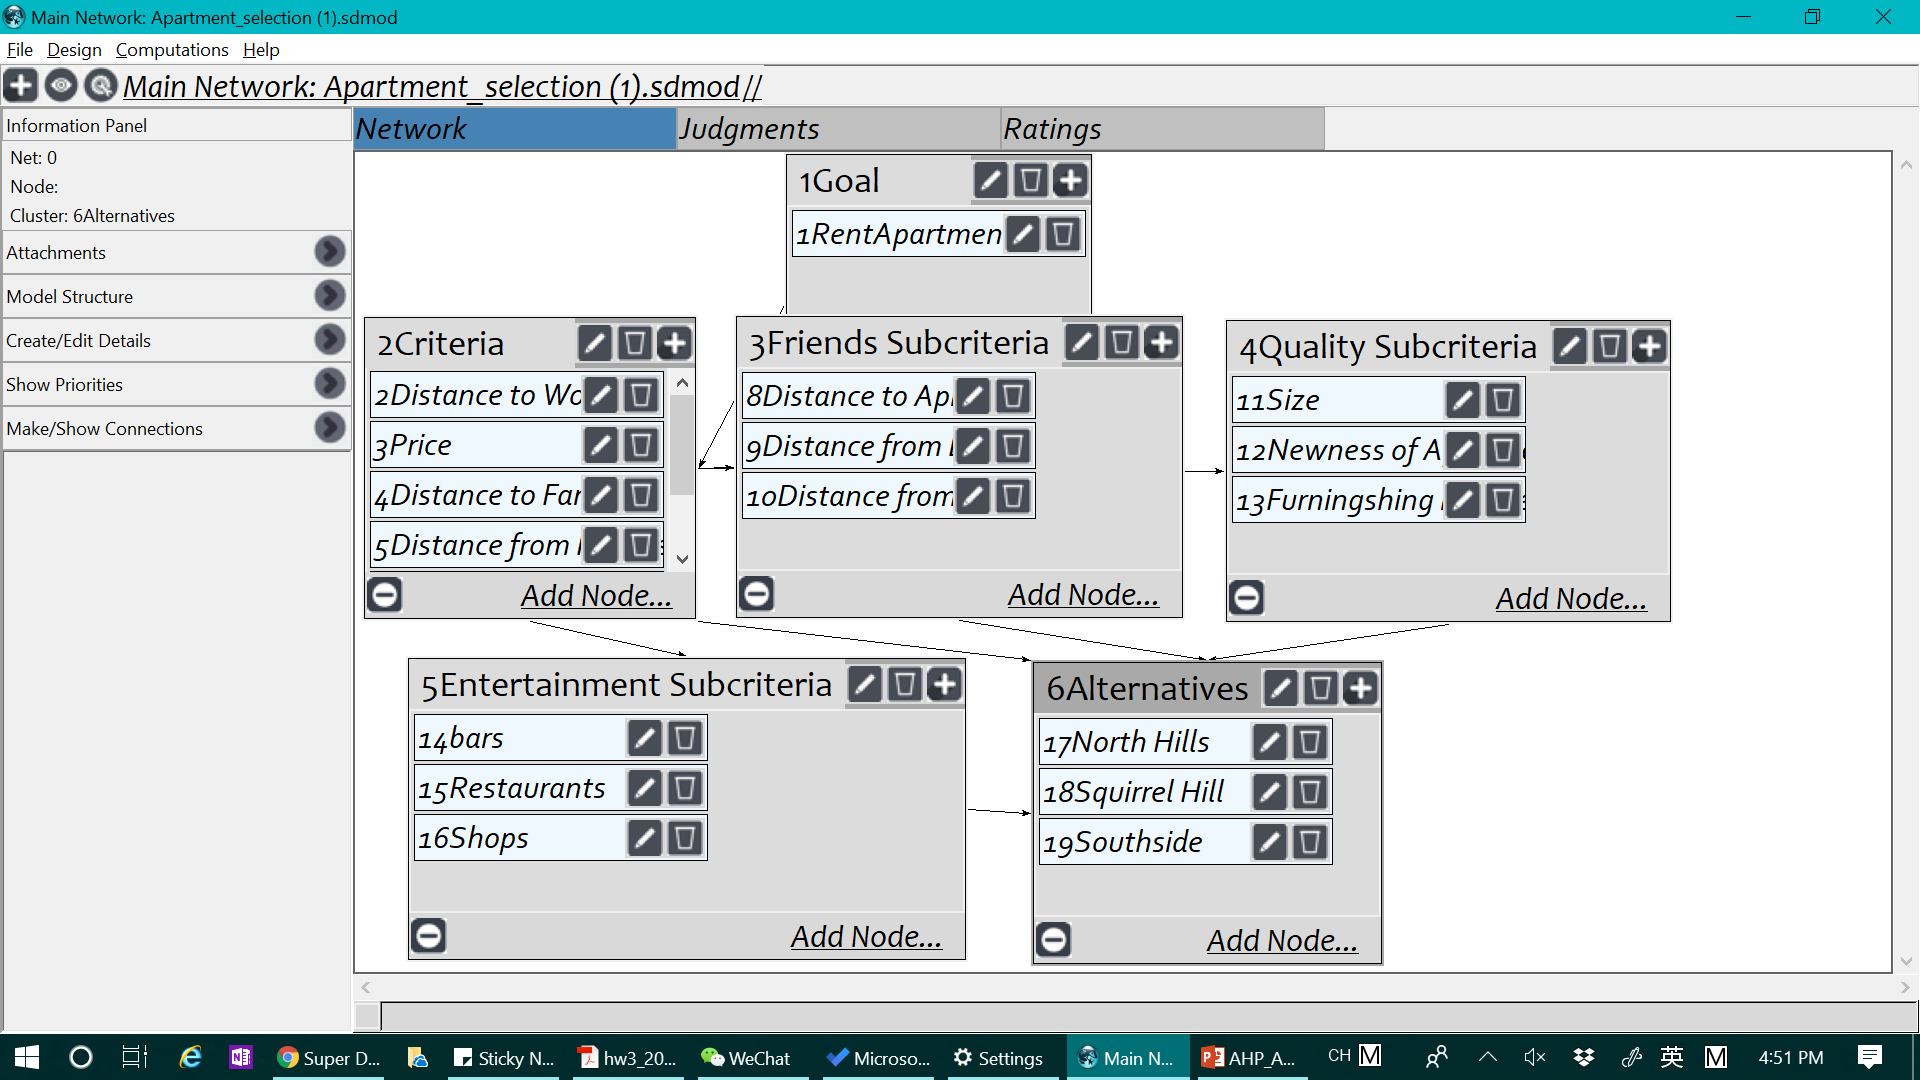 Main Network: Apartment_selection (1).sdmod
File Design Computations Help
Main Network: Apartment_selection (1).sdmod//
Information Panel
Net: 0
Node:
Cluster: 6Alternatives
Attachments
Model Structure
Create/Edit Details
Show Priorities
Make/Show Connections
Network Judgments Ratings
1Goal
1RentApartmen
2Criteria
2Distance to Wo
3Price
4Distance to Far
5Distance from
Add Node...
3Friends Subcriteria
8Distance to Ap
9Distance from
10Distance from
Add Node...
4Quality Subcriteria
11Size
12Newness of A
13Furningshing
Add Node...
5Entertainment Subcriteria
14bars
15Restaurants
16Shops
Add Node...
6Alternatives
17North Hills
18Squirrel Hill
19Southside
Add Node...
Super D... Sticky N... hw3_20... WeChat Microso... Settings Main N... AHP_A... CH M 英 M 4:51 PM